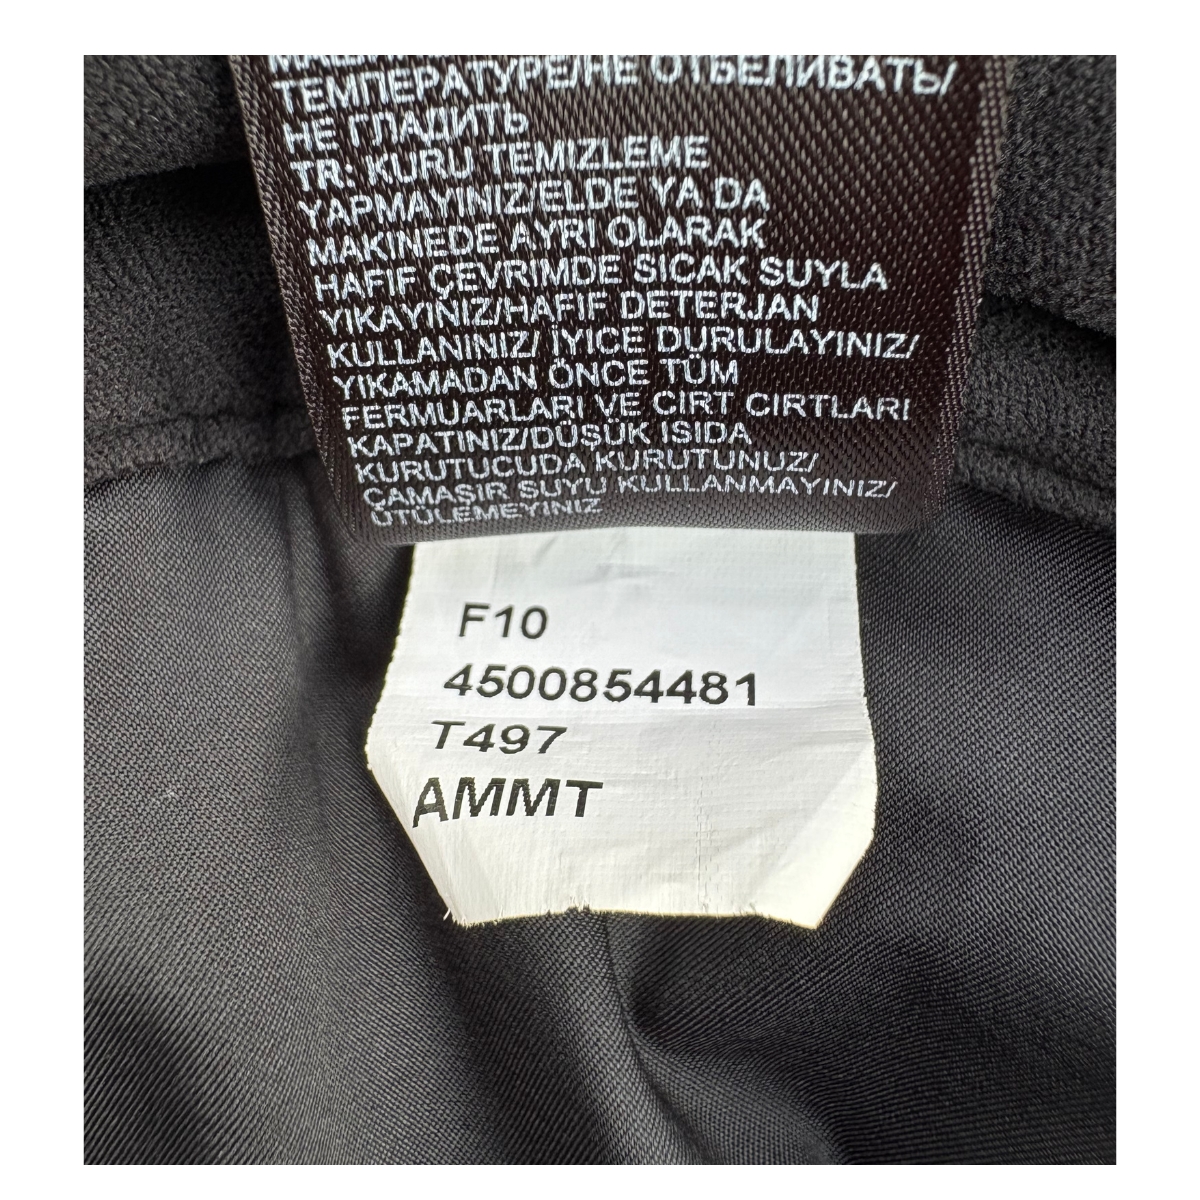 ТЕМПЕРАТУРЕ/НЕ ОТБЕЛИВАТЬ/
НЕ ГЛАДИТЬ
TR: KURU TEMIZLEME
YAPMAYINIZ/ELDE YA DA
MAKINEDE AYRI OLARAK
HAFIF ÇEVRIMDE SICAK SUYLA
YIKAYINIZ/HAFIF DETERJAN
KULLANINIZ/ İYICE DURULAYINIZ/
YIKAMADAN ÖNCE TÜM
FERMUARLARI VE CIRT CIRTLARI
KAPATINIZ/DÜŞÜK ISIDA
KURUTUCUDA KURUTUNUZ/
ÇAMAŞIR SUYU KULLANMAYINIZ/
ÜTÜLEMEYINIZ
F10
4500854481
T497
AMMT